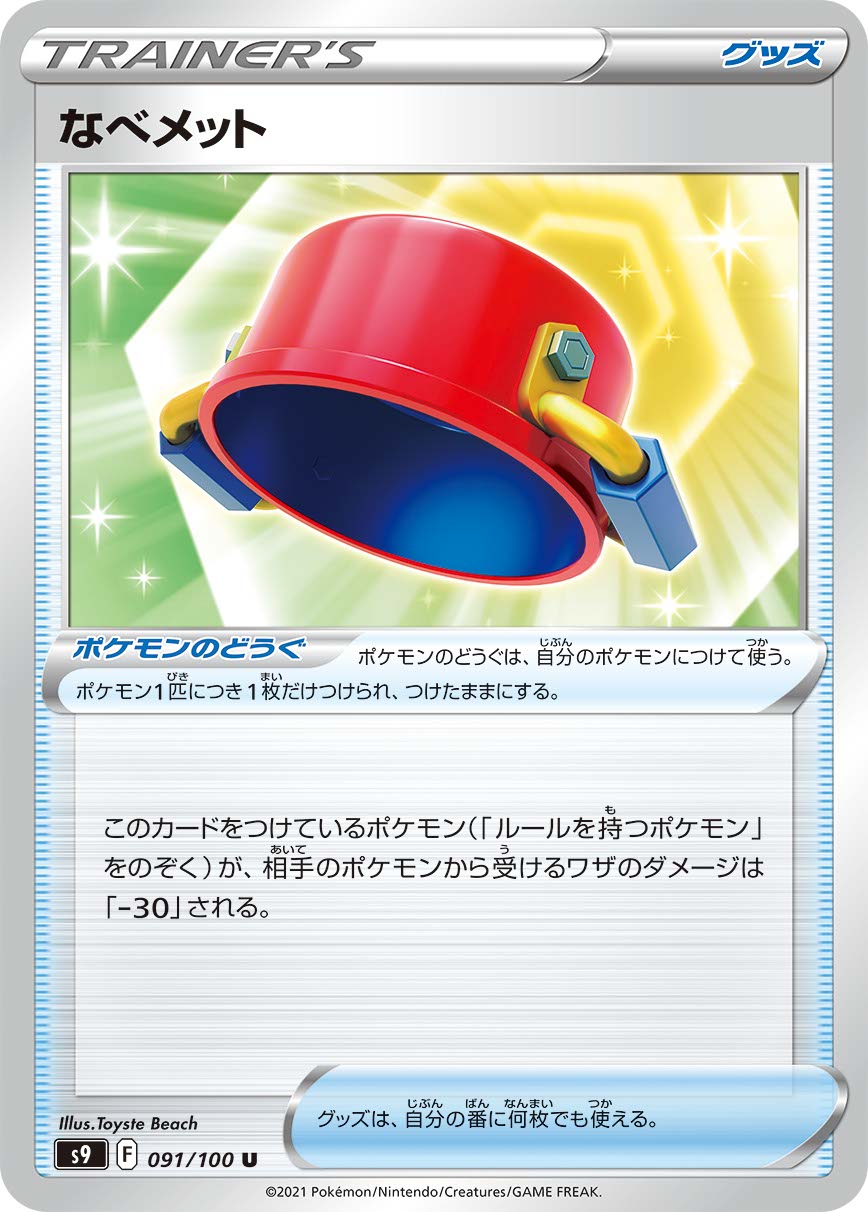 TRAINER'S グッズ
なべメット
ポケモンのどうぐ ポケモンのどうぐは、自分のポケモンにつけて使う。
ポケモン1匹につき1枚だけつけられ、つけたままにする。
このカードをつけているポケモン(「ルールを持つポケモン」
をのぞく)が、相手のポケモンから受けるワザのダメージは
「-30」される。
グッズは、自分の番に何枚でも使える。
Illus.Toyste Beach
s9 F 091/100 U
©2021 Pokémon/Nintendo/Creatures/GAME FREAK.